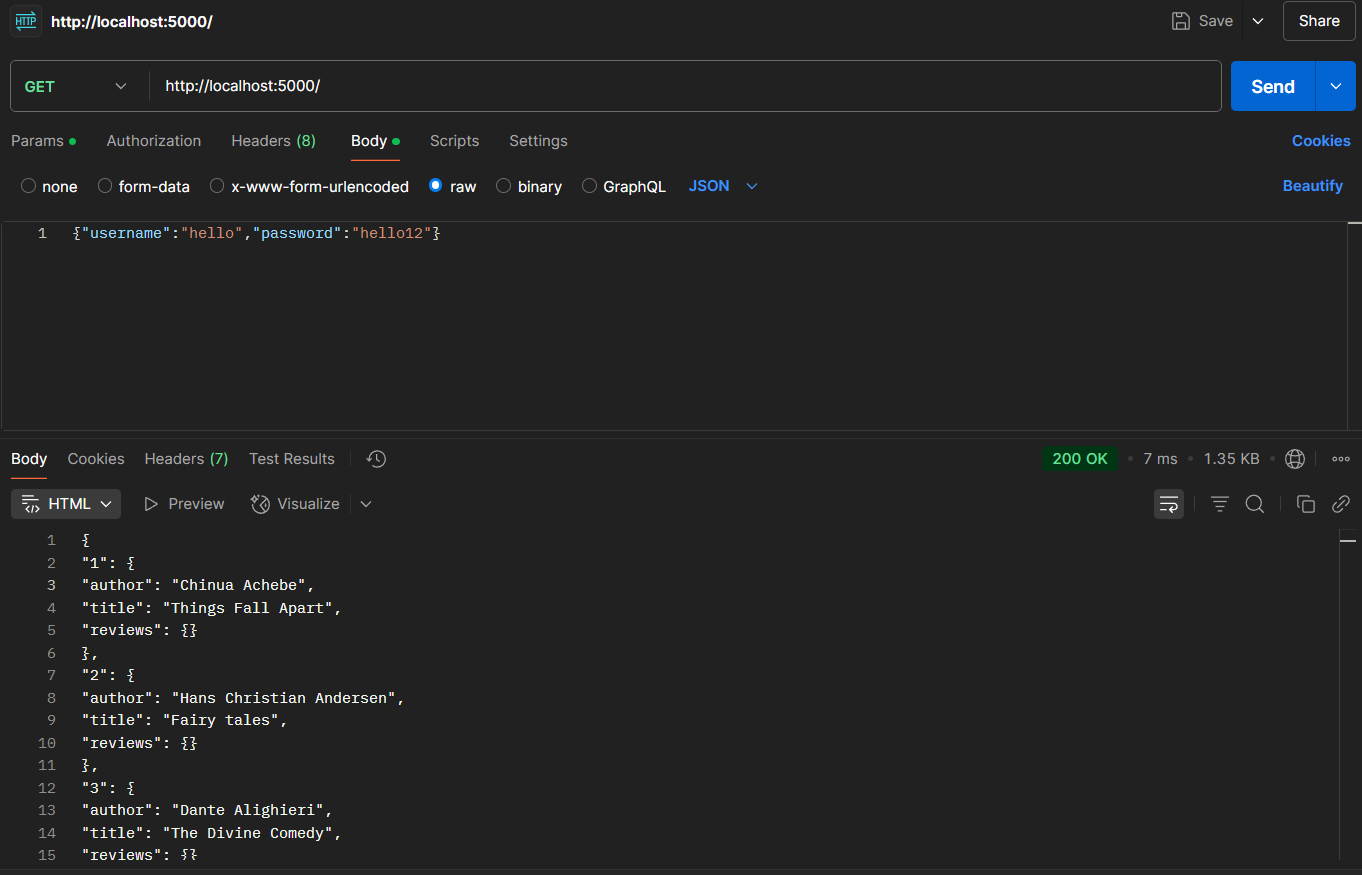 HTTP http://localhost:5000/ Save Share
GET http://localhost:5000/ Send
Params Authorization Headers (8) Body Scripts Settings Cookies
none form-data x-www-form-urlencoded raw binary GraphQL JSON Beautify
1 {"username":"hello","password":"hello12"}
Body Cookies Headers (7) Test Results 200 OK 7 ms 1.35 KB
HTML Preview Visualize
1 {
2 "1": {
3 "author": "Chinua Achebe",
4 "title": "Things Fall Apart",
5 "reviews": {}
6 },
7 "2": {
8 "author": "Hans Christian Andersen",
9 "title": "Fairy tales",
10 "reviews": {}
11 },
12 "3": {
13 "author": "Dante Alighieri",
14 "title": "The Divine Comedy",
15 "reviews": {}